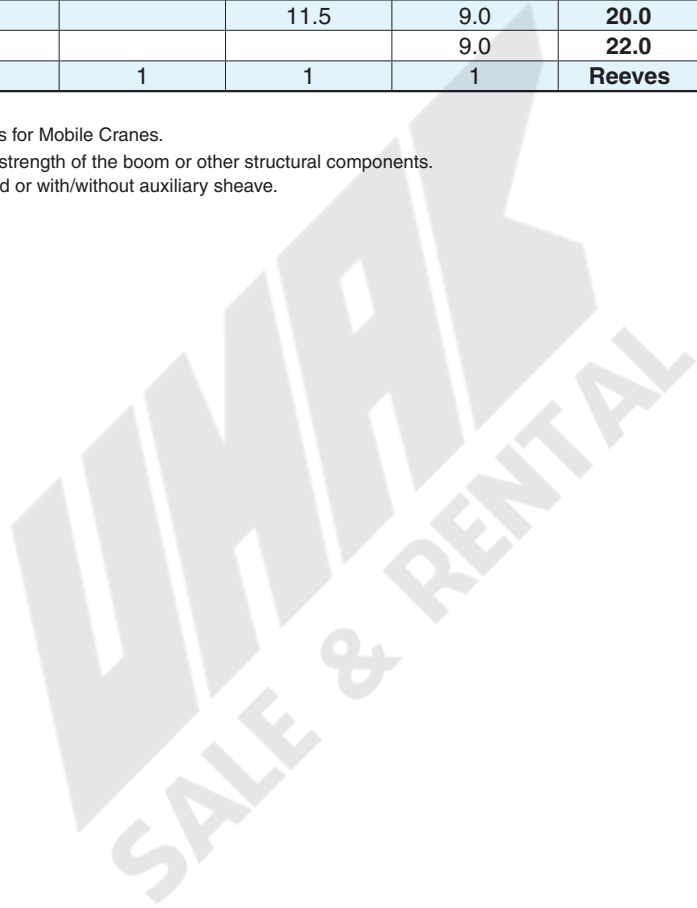 11.5 9.0 20.0
9.0 22.0
1 1 1 Reeves
s for Mobile Cranes.
strength of the boom or other structural components.
d or with/without auxiliary sheave.
UMAK
SALE & RENTAL